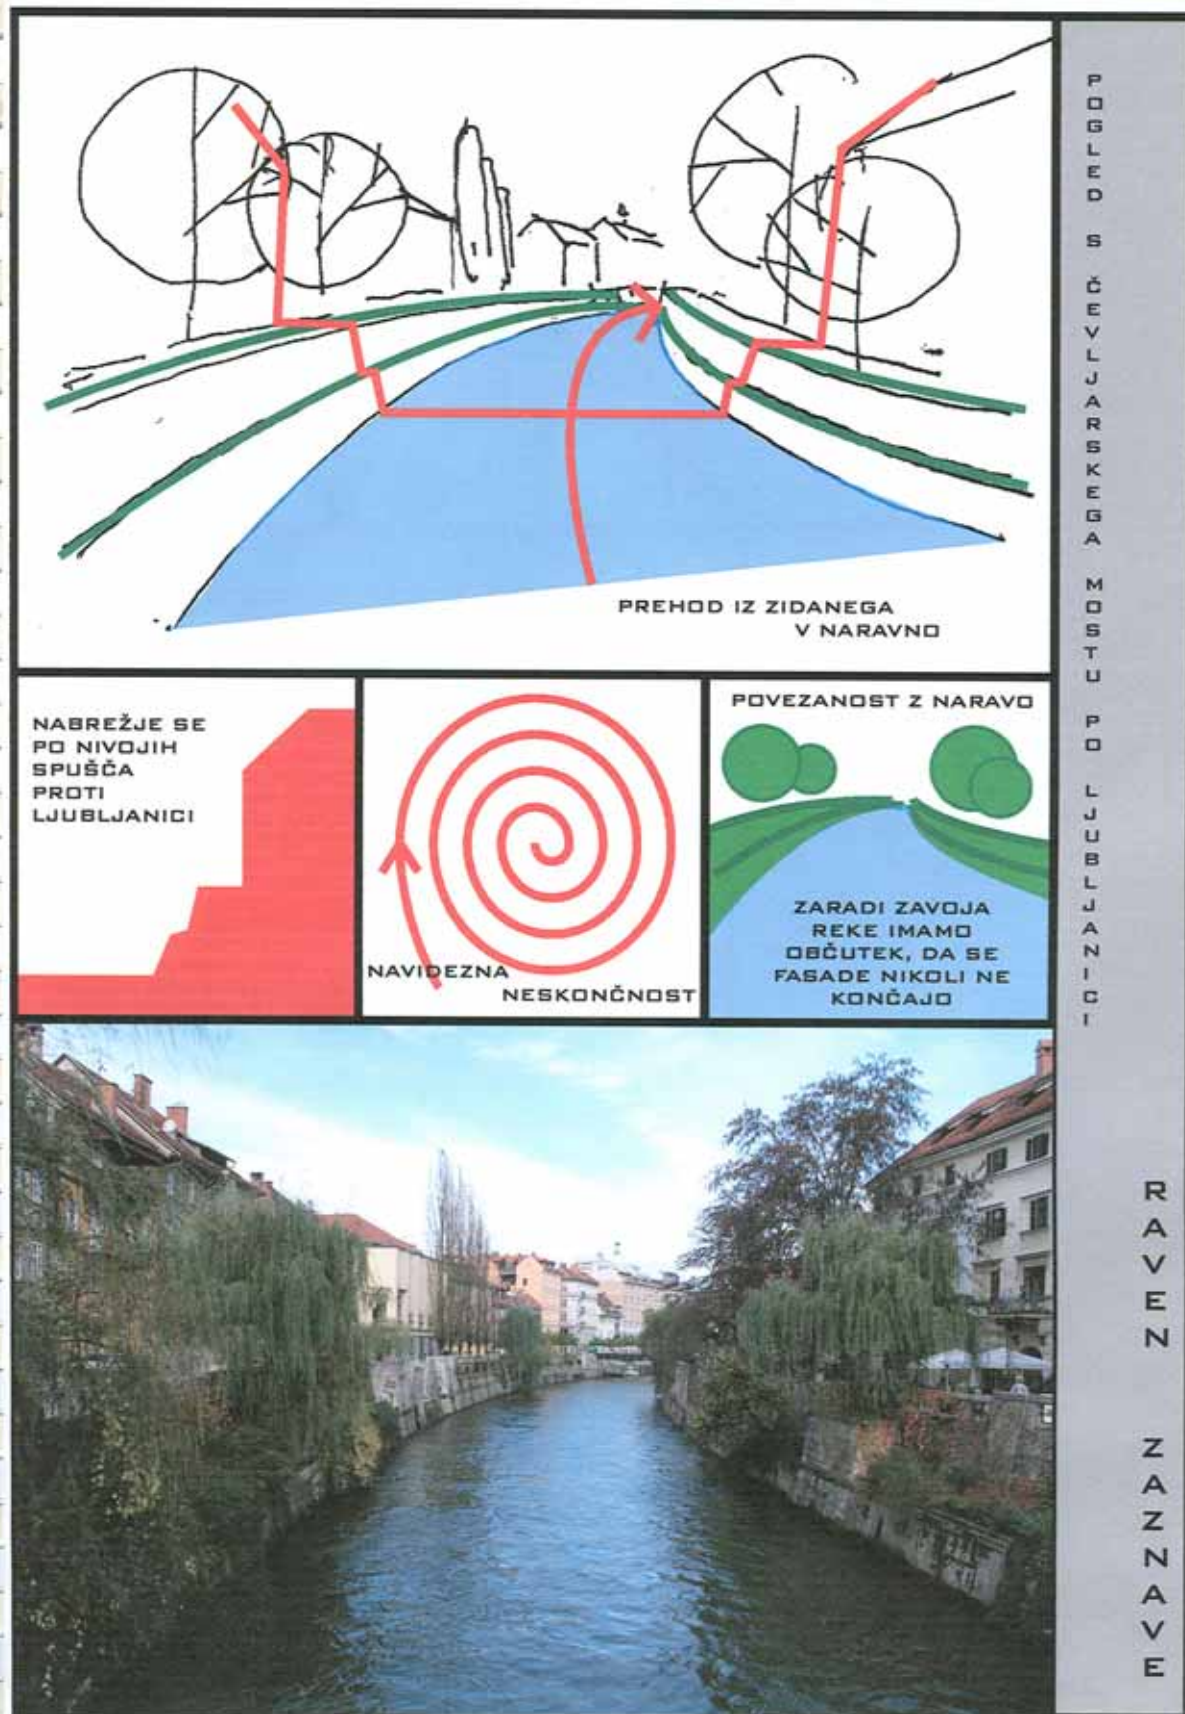 PREHOD IZ ZIDANEGA
V NARAVNO
NABREŽJE SE
PO NIVOJIH
SPUŠČA
PROTI
LJUBLJANICI
NAVIDEZNA
NESKONČNOST
POVEZANOST Z NARAVO
ZARADI ZAVOJA
REKE IMAMO
OBČUTEK, DA SE
FASADE NIKOLI NE
KONČAJO
POGLED S ČEVLJARSKEGA MOSTU PO LJUBLJANICI
RAVEN ZAZNAVE